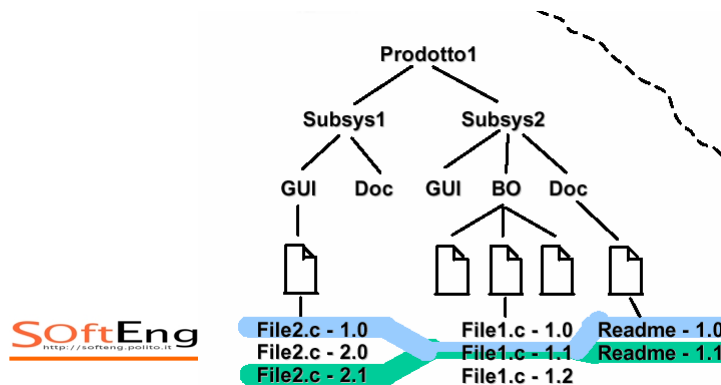 Prodotto1
Subsys1 Subsys2
GUI Doc GUI BO Doc
File2.c - 1.0 File1.c - 1.0 Readme - 1.0
File2.c - 2.0 File1.c - 1.1 Readme - 1.1
File2.c - 2.1 File1.c - 1.2
SOftEng
http://softeng.polito.it